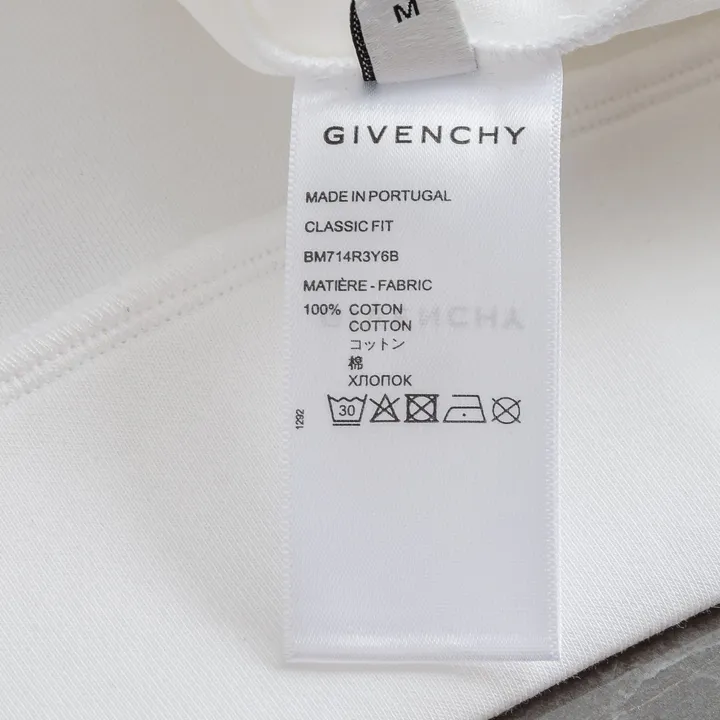 M
GIVENCHY
MADE IN PORTUGAL
CLASSIC FIT
BM714R3Y6B
MATIÈRE - FABRIC
100% COTON
COTTON
コットン
棉
ХЛОПОК
30
1292
GIVENCHY